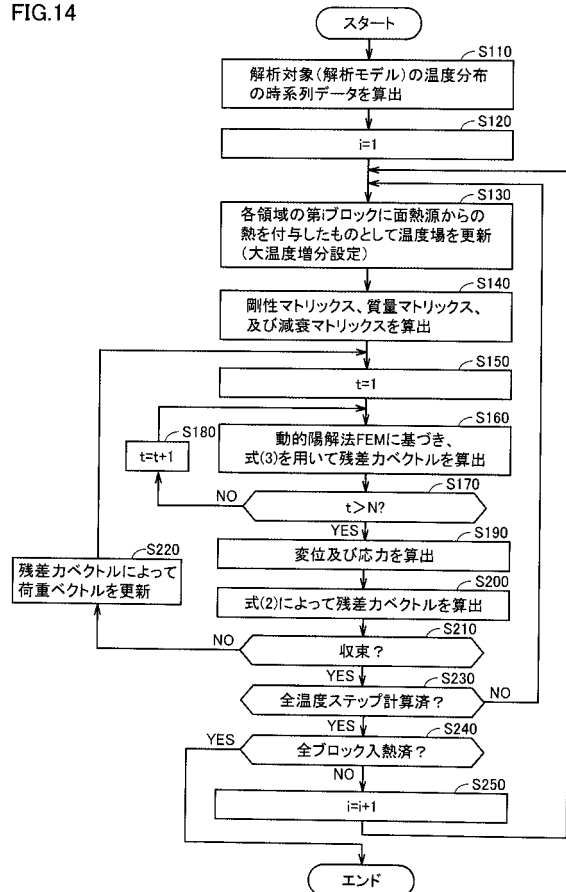 FIG.14
スタート
S110
解析対象(解析モデル)の温度分布
の時系列データを算出
S120
i=1
S130
各領域の第iブロックに面熱源からの
熱を付与したものとして温度場を更新
(大温度増分設定)
S140
剛性マトリックス、質量マトリックス、
及び減衰マトリックスを算出
S150
t=1
S160
動的陽解法FEMに基づき、
式(3)を用いて残差力ベクトルを算出
S180
t=t+1
S170
t>N?
NO
YES
S190
変位及び応力を算出
S200
式(2)によって残差力ベクトルを算出
S220
残差力ベクトルによって
荷重ベクトルを更新
S210
収束?
NO
YES
S230
全温度ステップ計算済?
NO
YES
S240
全ブロック入熱済?
YES
NO
S250
i=i+1
エンド